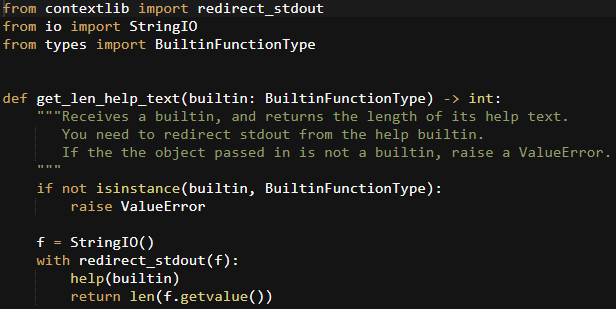 from contextlib import redirect_stdout
from io import StringIO
from types import BuiltinFunctionType

def get_len_help_text(builtin: BuiltinFunctionType) -> int:
    """Receives a builtin, and returns the length of its help text.
       You need to redirect stdout from the help builtin.
       If the the object passed in is not a builtin, raise a ValueError.
    """
    if not isinstance(builtin, BuiltinFunctionType):
        raise ValueError

    f = StringIO()
    with redirect_stdout(f):
        help(builtin)
        return len(f.getvalue())